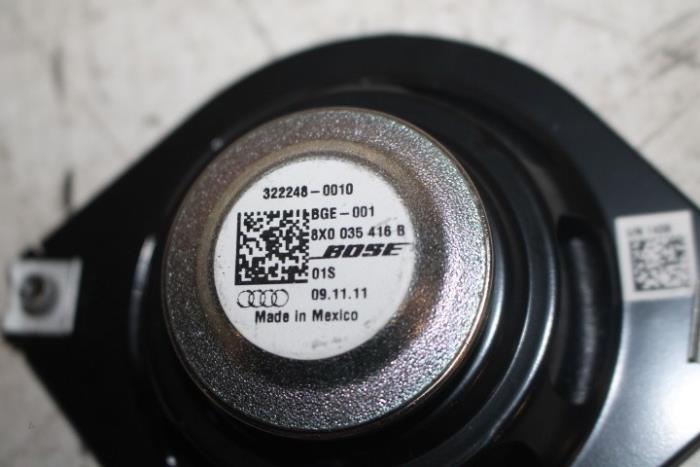 322248-0010
BGE-001
8X0 035 416 B
BOSE
01S
09.11.11
Made in Mexico